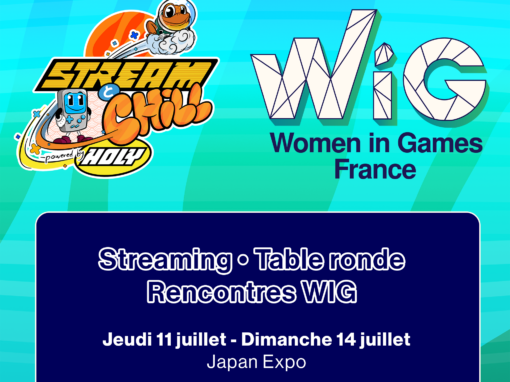 STREAM
と
CHILL
powered by
HOLY
WiG
Women in Games
France
Streaming • Table ronde
Rencontres WIG
Jeudi 11 juillet - Dimanche 14 juillet
Japan Expo